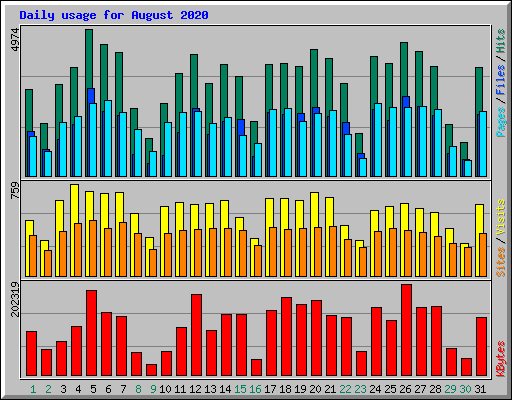 Daily usage for August 2020
4974
Pages / Files / Hits
759
Sites / Visits
202319
KBytes
1 2 3 4 5 6 7 8 9 10 11 12 13 14 15 16 17 18 19 20 21 22 23 24 25 26 27 28 29 30 31